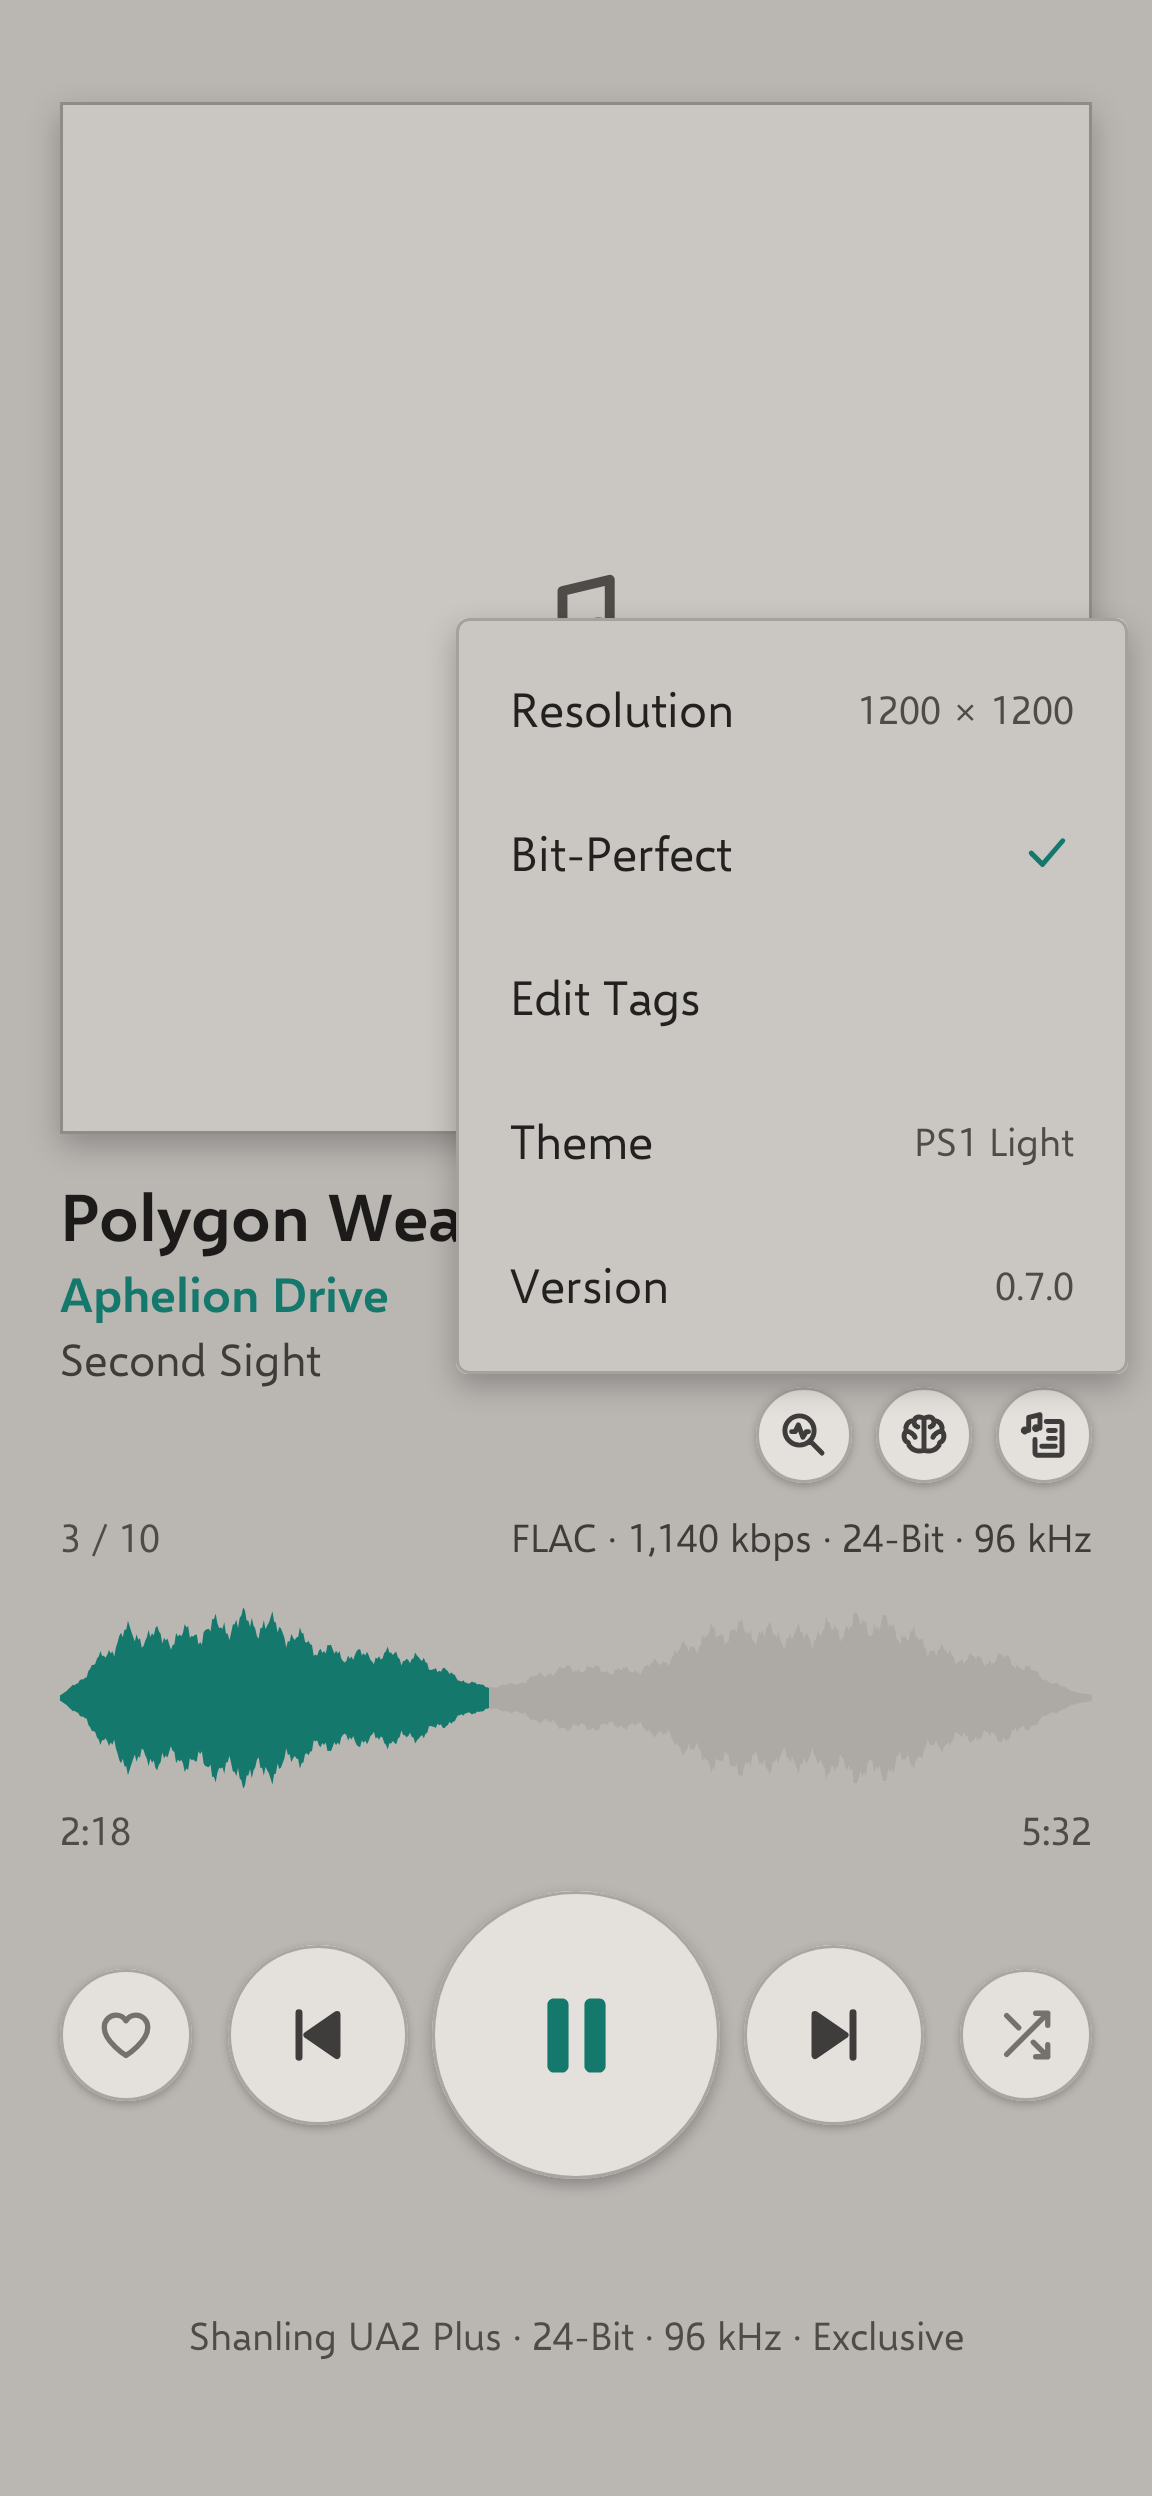 Resolution 1200 × 1200
Bit-Perfect
Edit Tags
Theme PS1 Light
Polygon
Aphelion Drive
Version 0.7.0
Second Sight
3 / 10 FLAC · 1,140 kbps · 24-Bit · 96 kHz
2:18 5:32
Shanling UA2 Plus · 24-Bit · 96 kHz · Exclusive